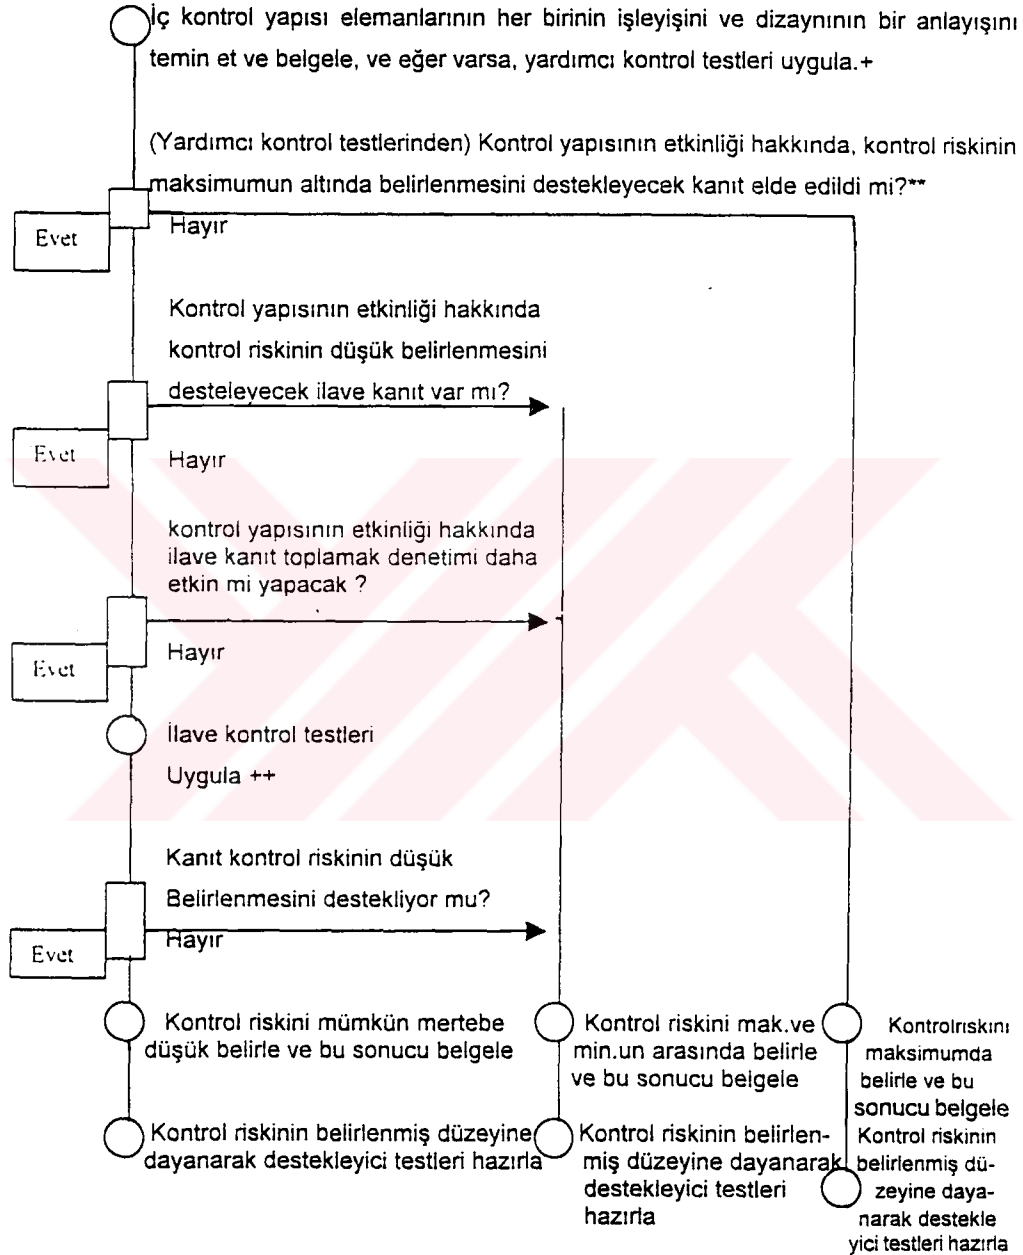 İç kontrol yapısı elemanlarının her birinin işleyişini ve dizaynının bir anlayışını
temin et ve belgele, ve eğer varsa, yardımcı kontrol testleri uygula.+
(Yardımcı kontrol testlerinden) Kontrol yapısının etkinliği hakkında, kontrol riskinin
maksimumun altında belirlenmesini destekleyecek kanıt elde edildi mi?**
Evet
Hayır
Kontrol yapısının etkinliği hakkında
kontrol riskinin düşük belirlenmesini
desteleyecek ilave kanıt var mı?
Evet
Hayır
kontrol yapısının etkinliği hakkında
ilave kanıt toplamak denetimi daha
etkin mi yapacak ?
Evet
Hayır
İlave kontrol testleri
Uygula ++
Kanıt kontrol riskinin düşük
Belirlenmesini destekliyor mu?
Evet
Hayır
Kontrol riskini mümkün mertebe
düşük belirle ve bu sonucu belgele
Kontrol riskini mak.ve
min.un arasında belirle
ve bu sonucu belgele
Kontrolriskini
maksimumda
belirle ve bu
sonucu belgele
Kontrol riskinin belirlenmiş düzeyine
dayanarak destekleyici testleri hazırla
Kontrol riskinin belirlen-
miş düzeyine dayanarak
destekleyici testleri
hazırla
Kontrol riskinin
belirlenmiş dü-
zeyine daya-
narak destekle
yici testleri hazırla